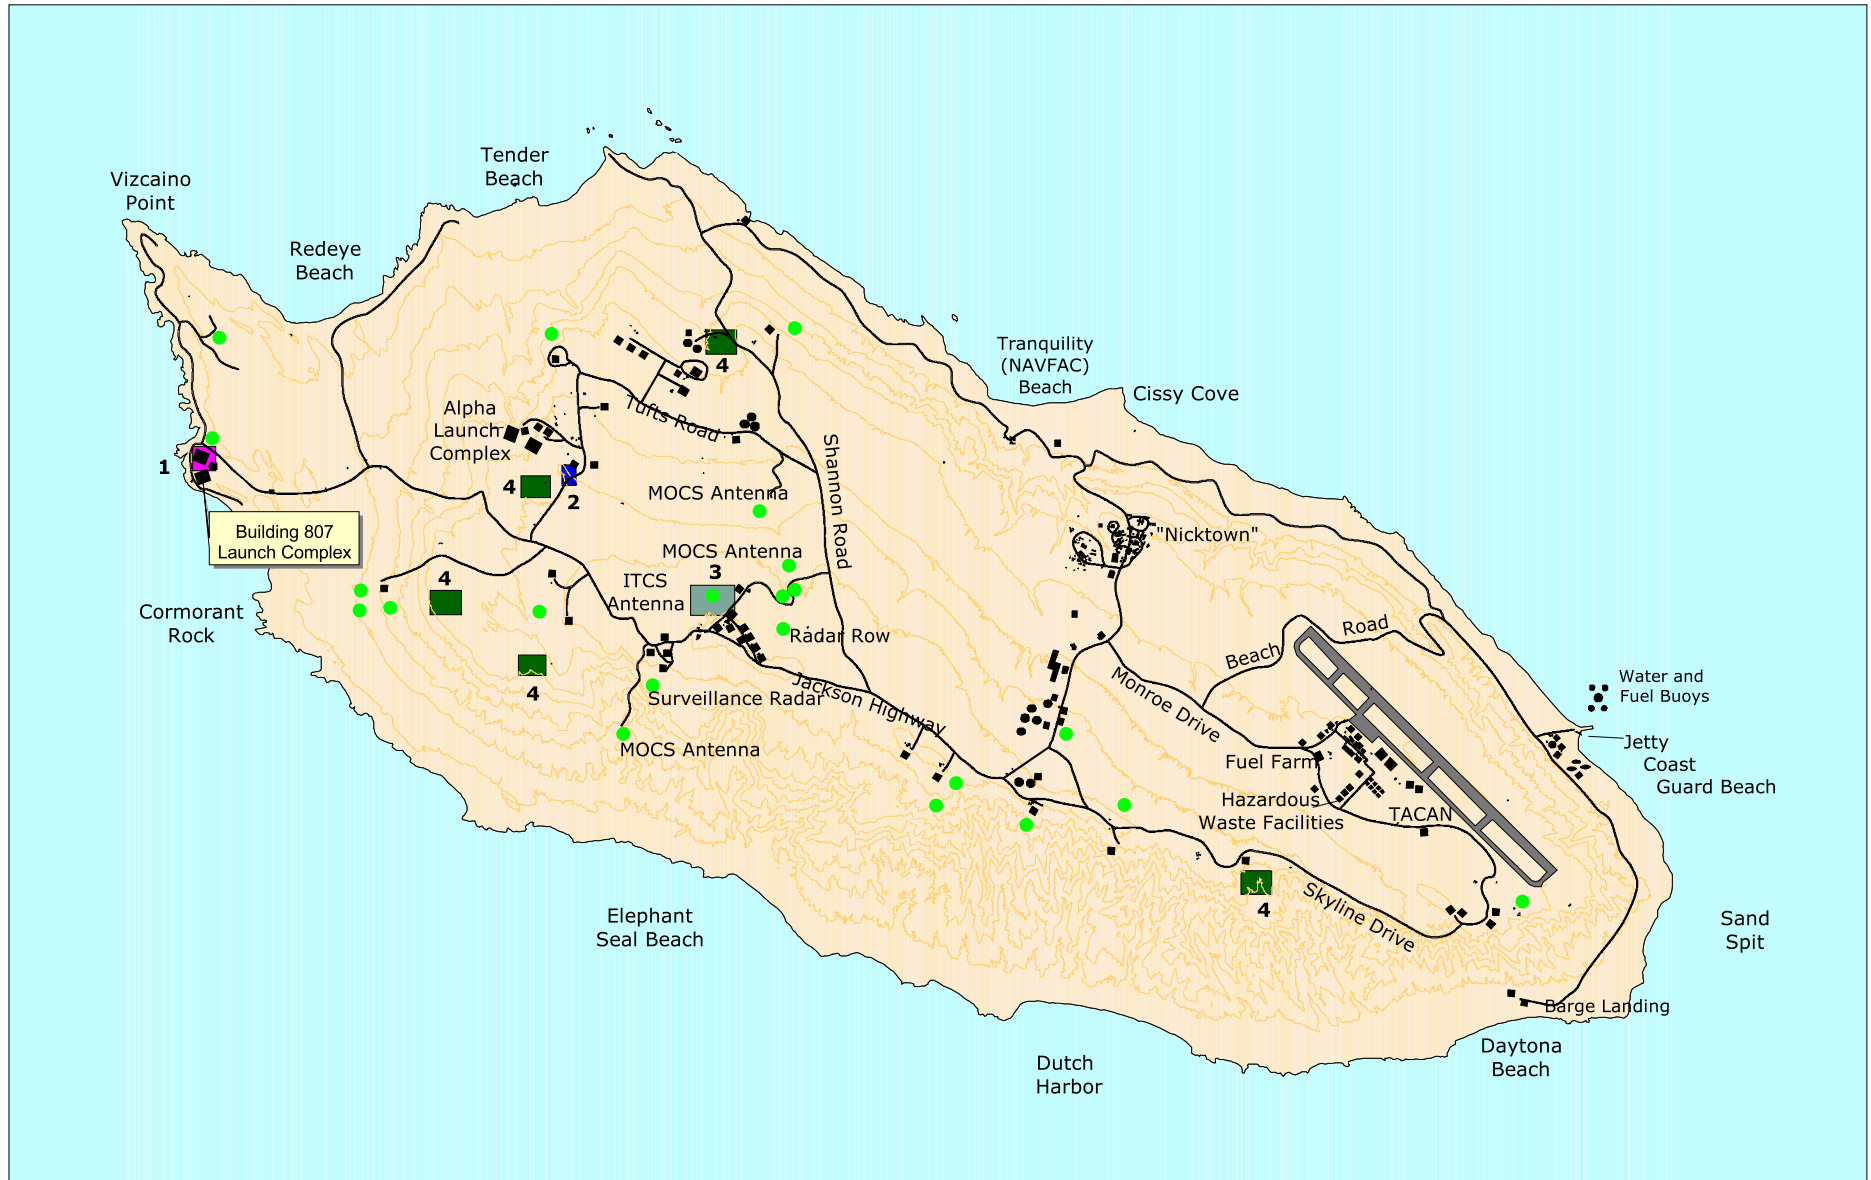 Tender
Beach
Vizcaino
Point
Redeye
Beach
Tranquility
(NAVFAC)
Beach
Cissy Cove
4
Alpha
Launch
Complex
Tufts Road
Shannon Road
1
4
2
MOCS Antenna
Building 807
Launch Complex
"Nicktown"
MOCS Antenna
4
3
ITCS
Antenna
Cormorant
Rock
Radar Row
Beach Road
4
Surveillance Radar
Jackson Highway
Monroe Drive
Water and
Fuel Buoys
MOCS Antenna
Fuel Farm
Jetty
Coast
Guard Beach
Hazardous
Waste Facilities
TACAN
4
Skyline Drive
Elephant
Seal Beach
Sand
Spit
Barge Landing
Dutch
Harbor
Daytona
Beach